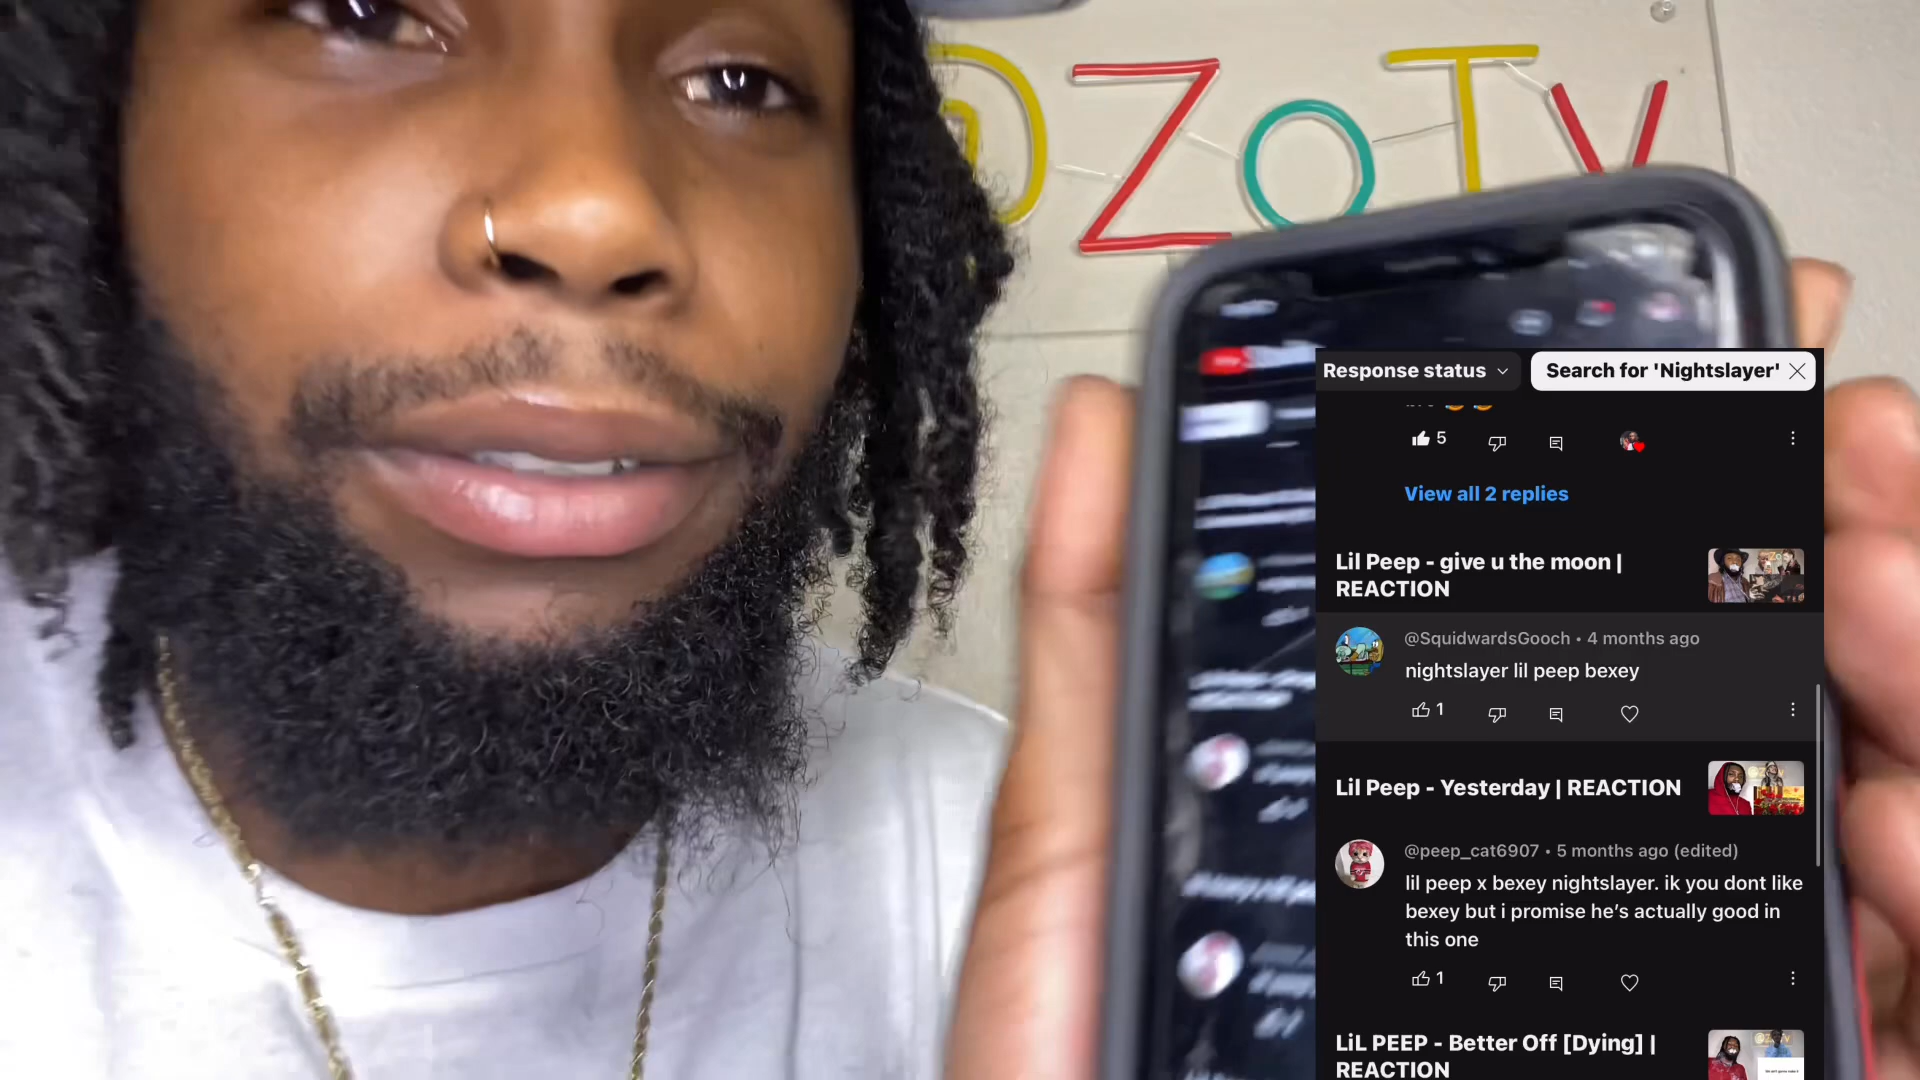 DZoTV
Response status
Search for 'Nightslayer'
5
View all 2 replies
Lil Peep - give u the moon |
REACTION
@SquidwardsGooch • 4 months ago
nightslayer lil peep bexey
1
Lil Peep - Yesterday | REACTION
@peep_cat6907 • 5 months ago (edited)
lil peep x bexey nightslayer. ik you dont like
bexey but i promise he's actually good in
this one
1
LiL PEEP - Better Off [Dying] |
REACTION